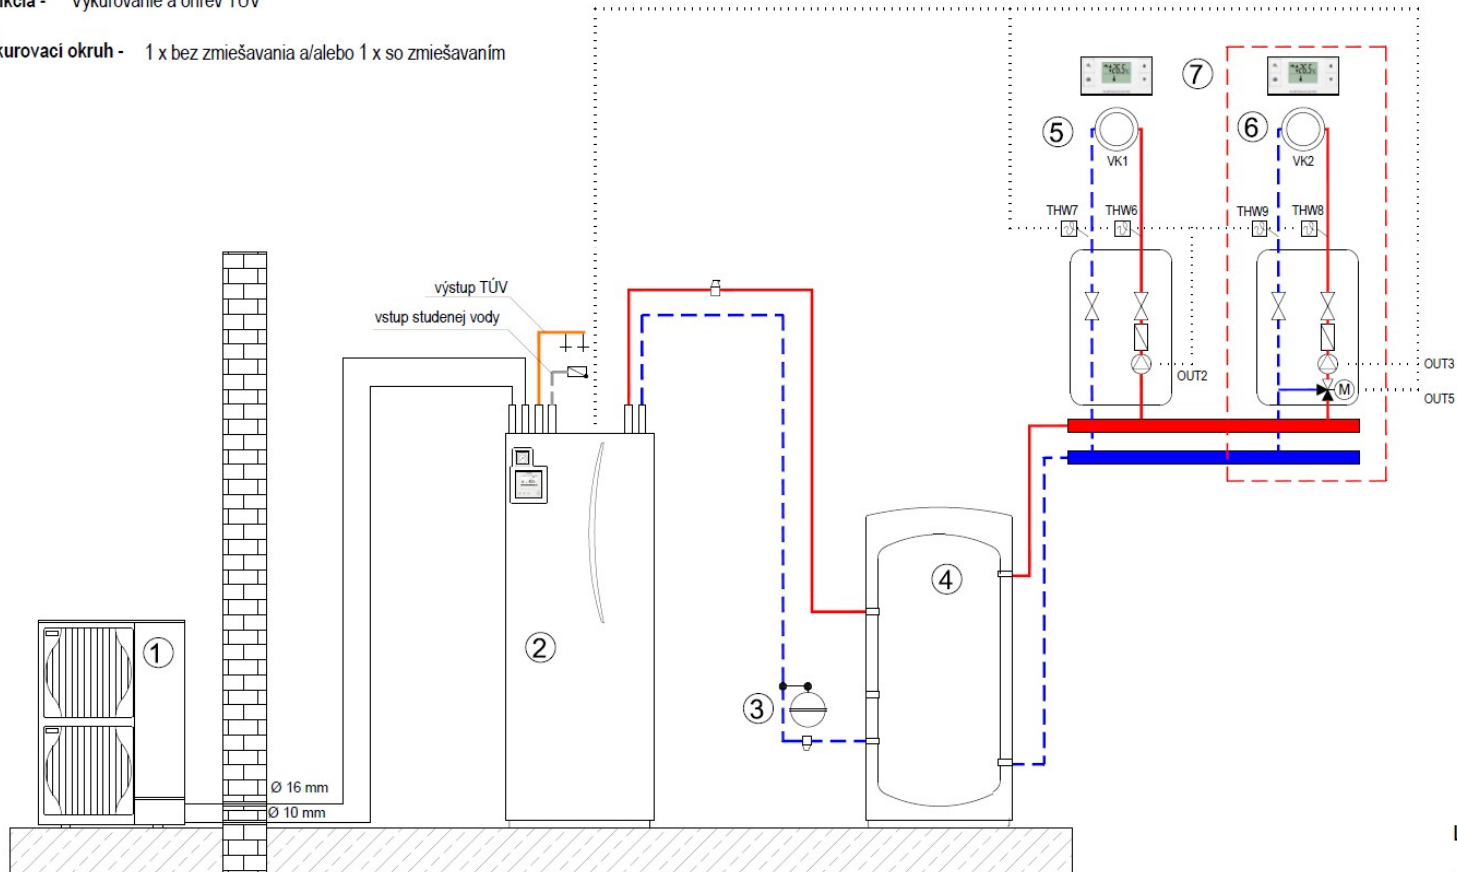 Vykurovanie a ohrev TÚV
kurovací okruh - 1 x bez zmiešavania a/alebo 1 x so zmiešavaním
7
5
6
VK1
VK2
THW7
THW6
THW9
THW8
výstup TÚV
vstup studenej vody
OUT2
OUT3
M
OUT5
4
1
2
3
Ø 16 mm
Ø 10 mm